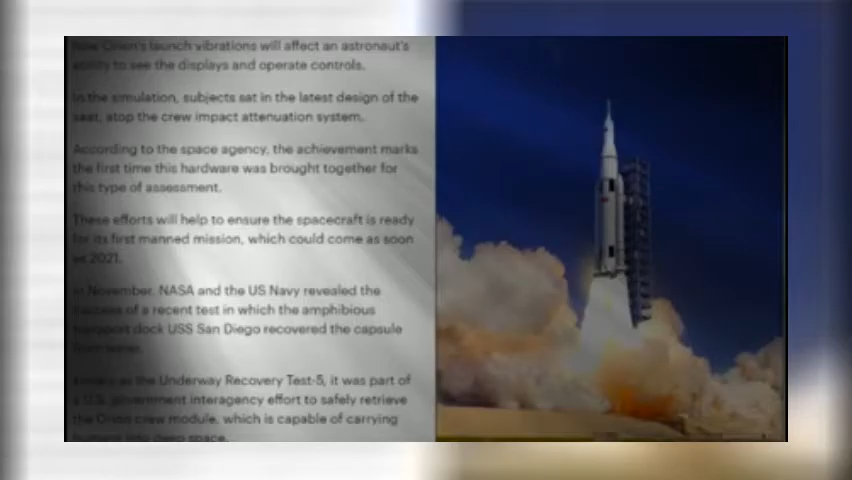 how Orion's launch vibrations will affect an astronaut's
ability to see the displays and operate controls.
In the simulation, subjects sat in the latest design of the
seat, atop the crew impact attenuation system.
According to the space agency, the achievement marks
the first time this hardware was brought together for
this type of assessment.
These efforts will help to ensure the spacecraft is ready
for its first manned mission, which could come as soon
as 2021.
In November, NASA and the US Navy revealed the
success of a recent test in which the amphibious
transport dock USS San Diego recovered the capsule
from water.
Known as the Underway Recovery Test-5, it was part of
a U.S. government interagency effort to safely retrieve
the Orion crew module, which is capable of carrying
humans into deep space.